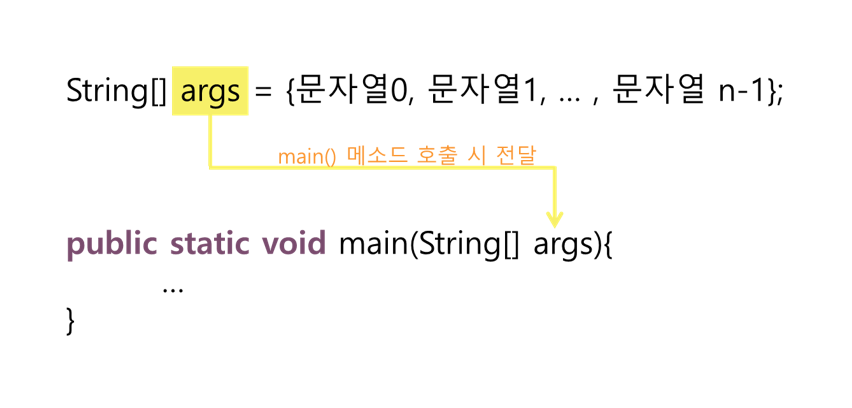 String[] args = {문자열0, 문자열1, ... , 문자열 n-1};
main() 메소드 호출 시 전달
public static void main(String[] args){
...
}